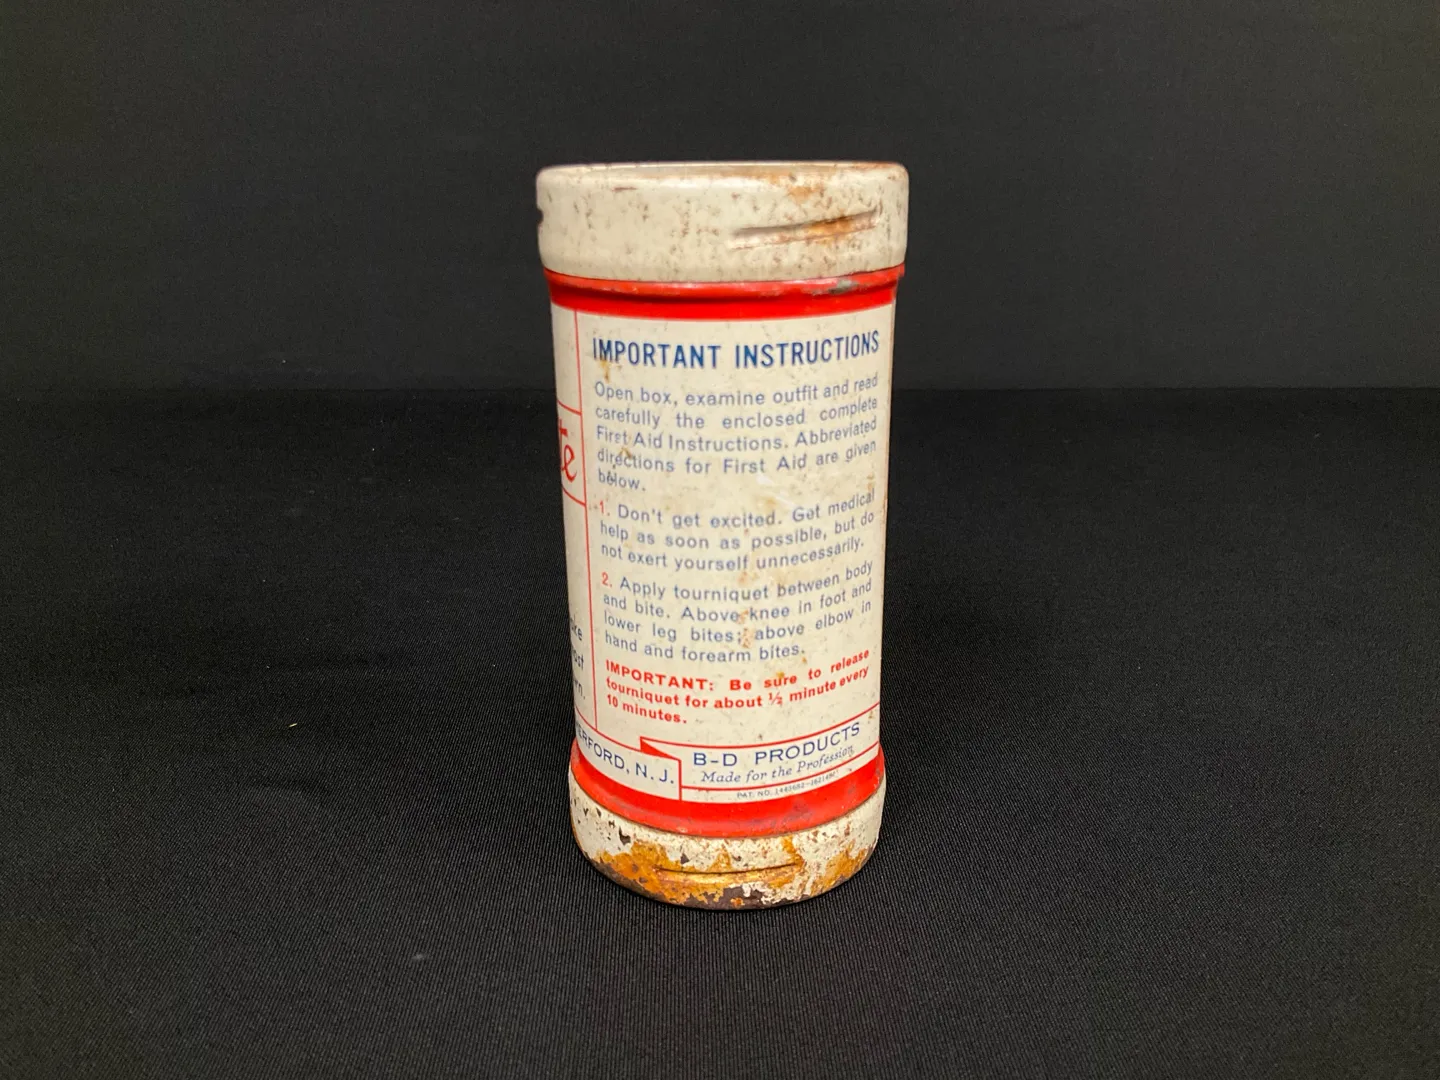 IMPORTANT INSTRUCTIONS
Open box, examine outfit and read
carefully the enclosed complete
First Aid Instructions. Abbreviated
directions for First Aid are given
below.
1. Don't get excited. Get medical
help as soon as possible, but do
not exert yourself unnecessarily.
2. Apply tourniquet between body
and bite. Above knee in foot and
lower leg bites; above elbow in
hand and forearm bites.
IMPORTANT: Be sure to release
tourniquet for about ½ minute every
10 minutes.
B-D PRODUCTS
Made for the Profession
PAT. NO.
ERFORD, N. J.